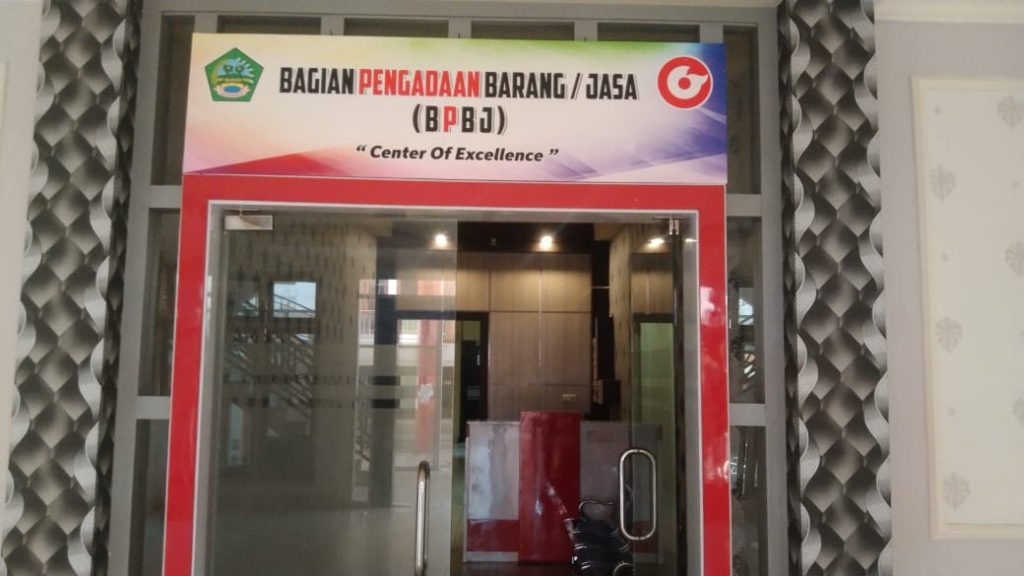 BAGIAN PENGADAAN BARANG / JASA
(BPBJ)
“ Center Of Excellence ”